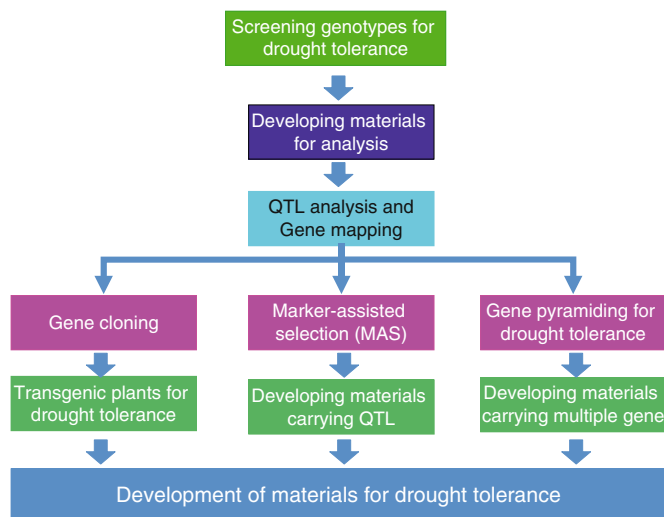 Screening genotypes for
drought tolerance
Developing materials
for analysis
QTL analysis and
Gene mapping
Gene cloning
Marker-assisted
selection (MAS)
Gene pyramiding for
drought tolerance
Transgenic plants for
drought tolerance
Developing materials
carrying QTL
Developing materials
carrying multiple gene
Development of materials for drought tolerance